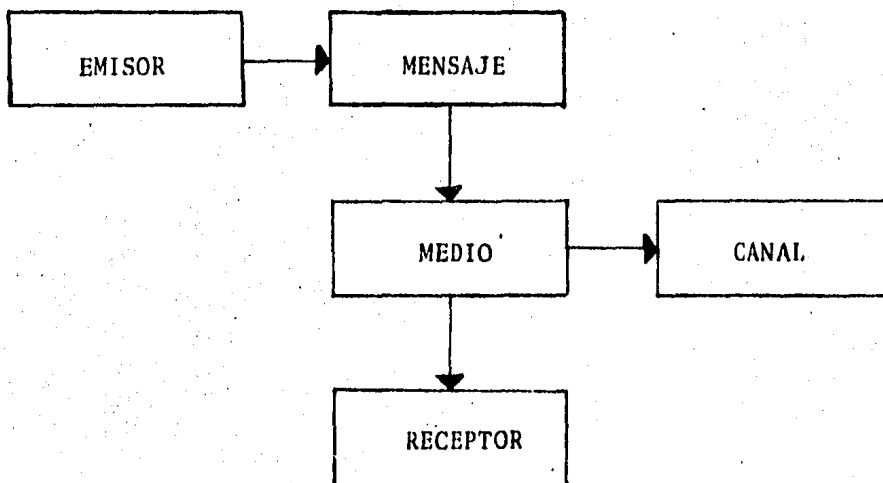 EMISOR
MENSAJE
MEDIO
CANAL
RECEPTOR